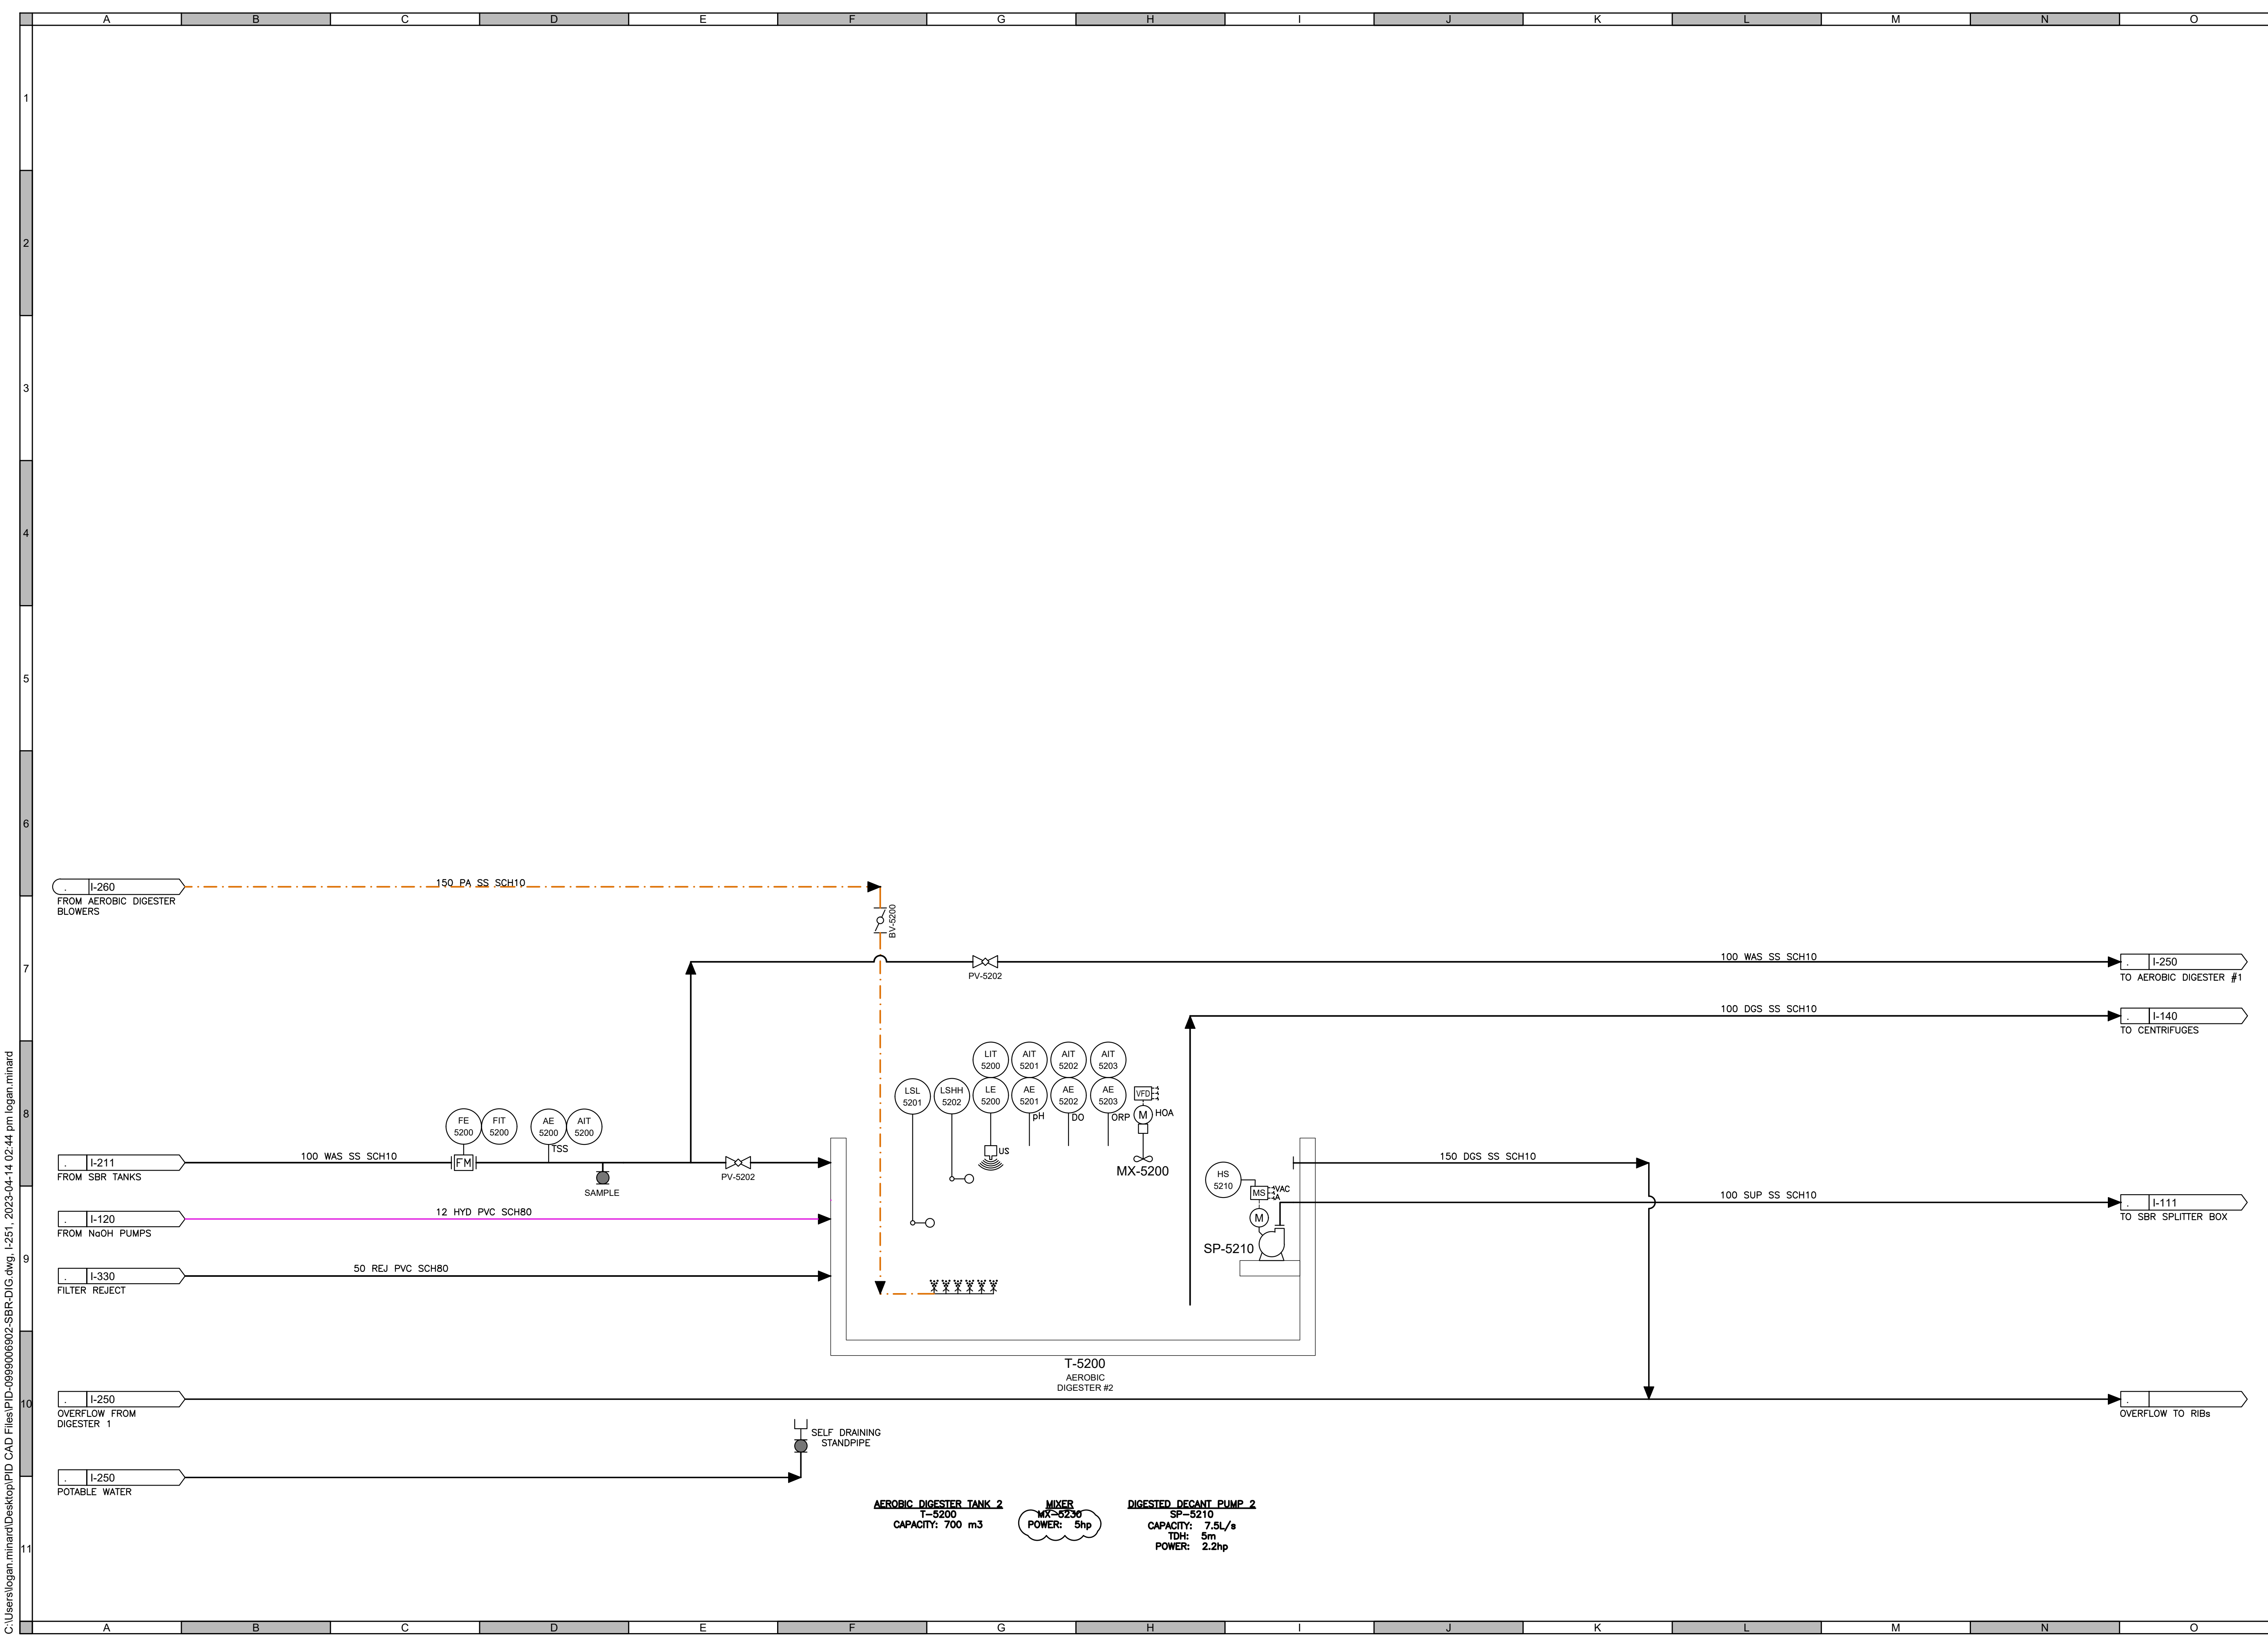 A B C D E F G H I J K L M N O
1
2
3
4
5
6
7
8
9
10
11
. I-260
FROM AEROBIC DIGESTER
BLOWERS
150 PA SS SCH10
BV-5200
PV-5202
100 WAS SS SCH10
. I-250
TO AEROBIC DIGESTER #1
100 DGS SS SCH10
. I-140
TO CENTRIFUGES
LIT
5200
AIT
5201
AIT
5202
AIT
5203
LSL
5201
LSHH
5202
LE
5200
AE
5201
AE
5202
AE
5203
pH
DO
ORP
US
VFD
M
HOA
MX-5200
FE
5200
FIT
5200
AE
5200
AIT
5200
TSS
. I-211
FROM SBR TANKS
100 WAS SS SCH10
FM
SAMPLE
PV-5202
150 DGS SS SCH10
HS
5210
MS
VAC
A
M
SP-5210
100 SUP SS SCH10
. I-111
TO SBR SPLITTER BOX
. I-120
FROM NaOH PUMPS
12 HYD PVC SCH80
. I-330
FILTER REJECT
50 REJ PVC SCH80
T-5200
AEROBIC
DIGESTER #2
. I-250
OVERFLOW FROM
DIGESTER 1
.
OVERFLOW TO RIBs
SELF DRAINING
STANDPIPE
. I-250
POTABLE WATER
AEROBIC DIGESTER TANK 2
T-5200
CAPACITY: 700 m3
MIXER
MX-5230
POWER: 5hp
DIGESTED DECANT PUMP 2
SP-5210
CAPACITY: 7.5L/s
TDH: 5m
POWER: 2.2hp
C:\Users\logan.minard\Desktop\PID CAD Files\PID-0999006902-SBR-DIG.dwg, I-251, 2023-04-14 02:44 pm logan.minard
A B C D E F G H I J K L M N O